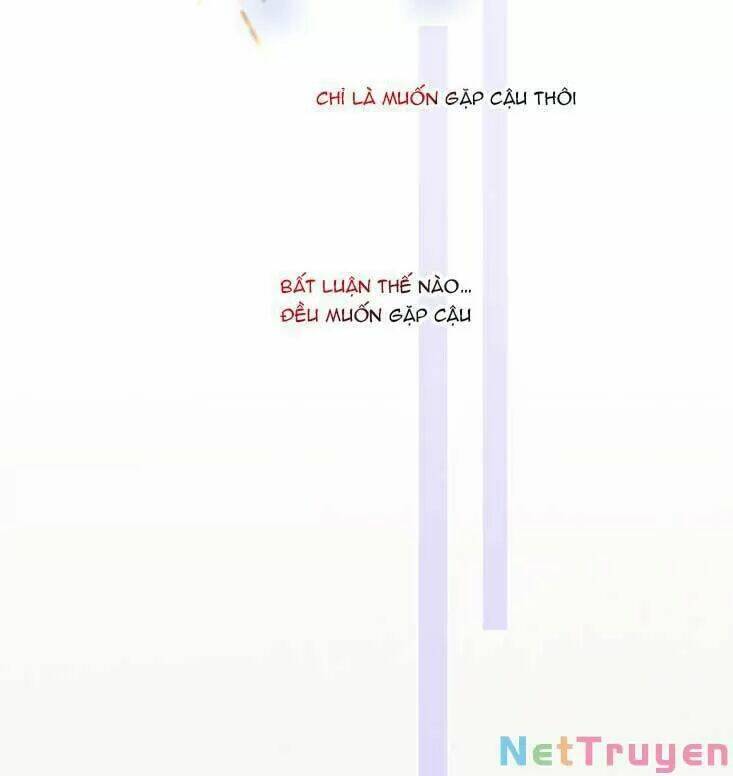 CHỈ LÀ MUỐN GẶP CẬU THÔI
BẤT LUẬN THẾ NÀO...
ĐỀU MUỐN GẶP CẬU
NetTruyen